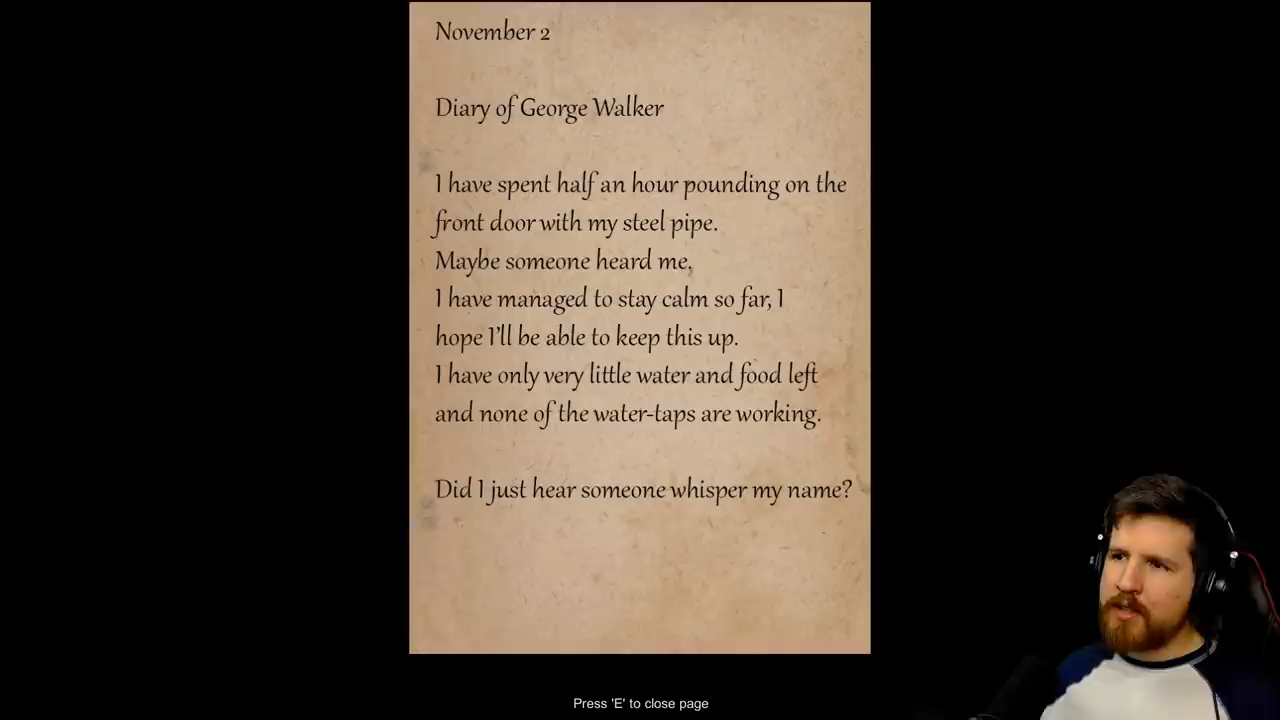 November 2
Diary of George Walker
I have spent half an hour pounding on the
front door with my steel pipe.
Maybe someone heard me.
I have managed to stay calm so far, I
hope I'll be able to keep this up.
I have only very little water and food left
and none of the water-taps are working.
Did I just hear someone whisper my name?
Press 'E' to close page